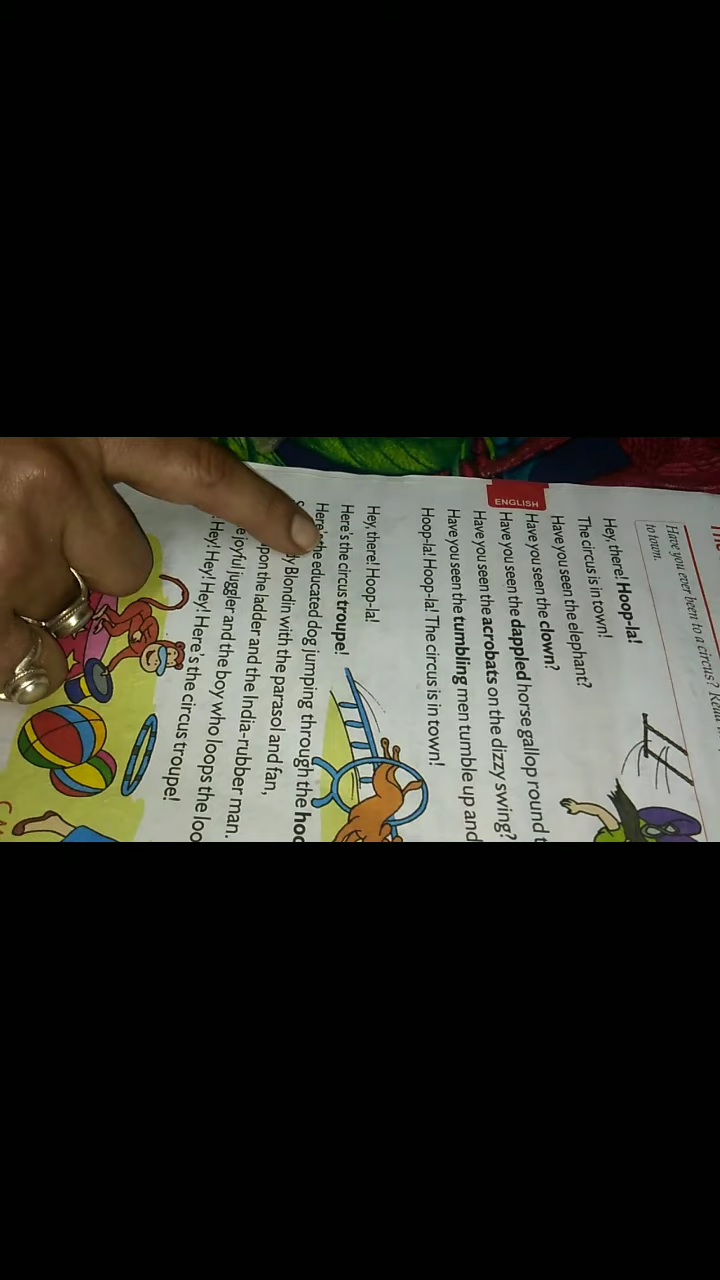 Have you ever been to a circus?
to town.
Hey, there! Hoop-la!
The circus is in town!
Have you seen the elephant?
Have you seen the clown?
Have you seen the dappled horse gallop round
Have you seen the acrobats on the dizzy swing?
Have you seen the tumbling men tumble up and
Hoop-la! Hoop-la! The circus is in town!
ENGLISH
Hey, there! Hoop-la!
Here's the circus troupe!
Here's the educated dog jumping through the
Blondin with the parasol and fan,
upon the ladder and the India-rubber man.
joyful juggler and the boy who loops the
Hey! Hey! Hey! Here's the circus troupe!